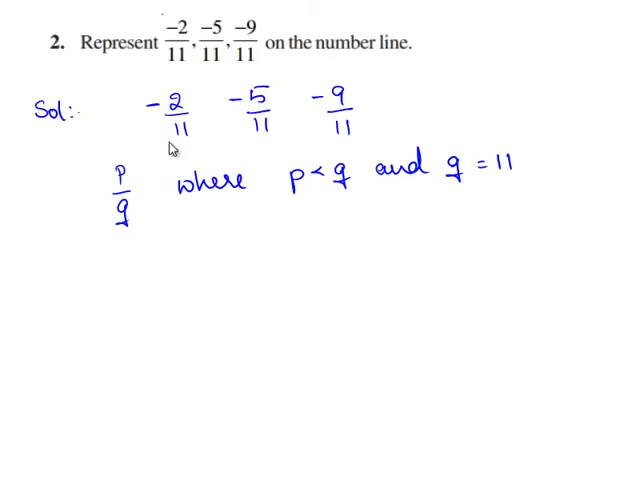 2. Represent -2/11, -5/11, -9/11 on the number line.
Sol:- -2/11 -5/11 -9/11
p/q where p < q and q = 11